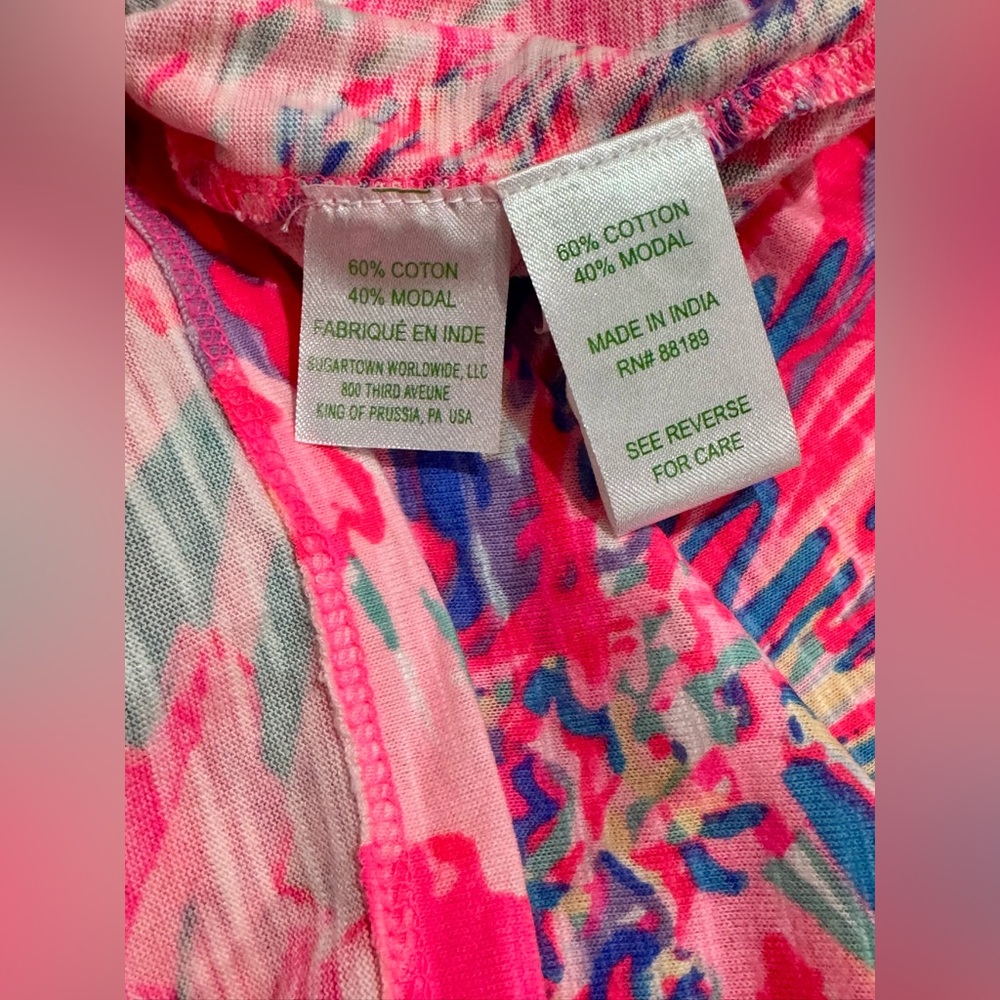 60% COTON
40% MODAL
FABRIQUÉ EN INDE
SUGARTOWN WORLDWIDE, LLC
800 THIRD AVEUNE
KING OF PRUSSIA, PA USA
60% COTTON
40% MODAL
MADE IN INDIA
RN# 88189
SEE REVERSE
FOR CARE